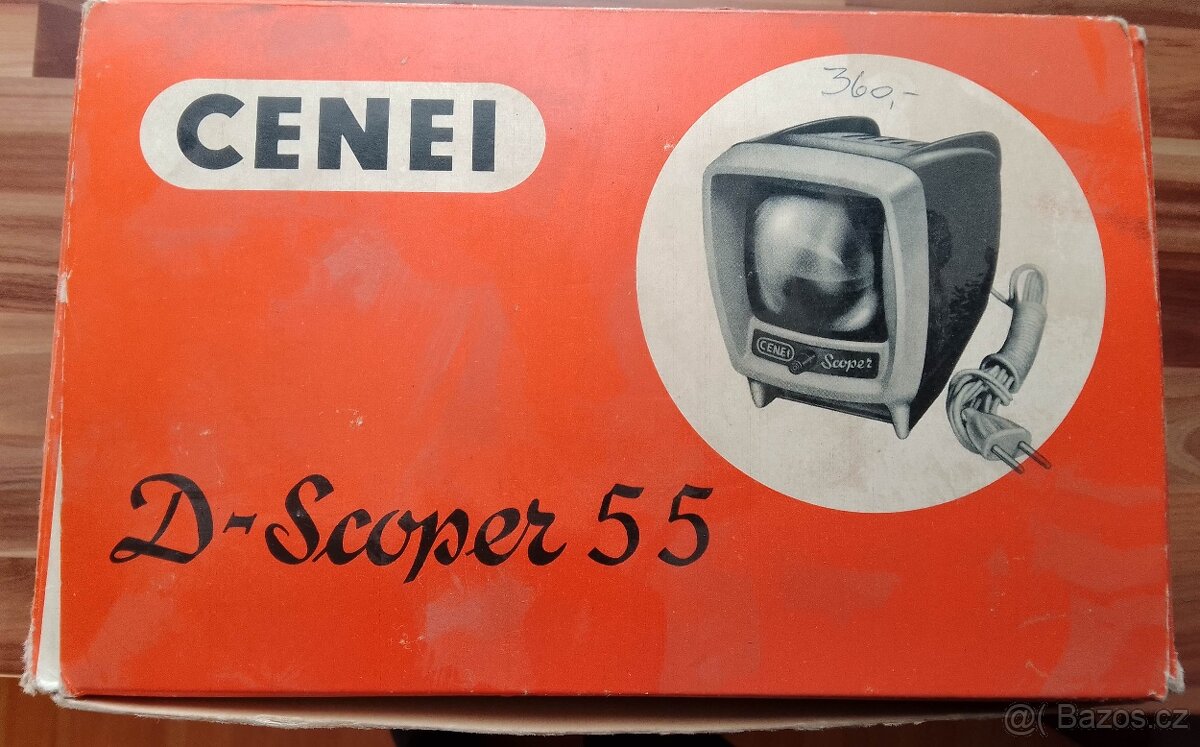 CENEI
360,-
CENEI
Scoper
D-Scoper 55
@( Bazos.cz